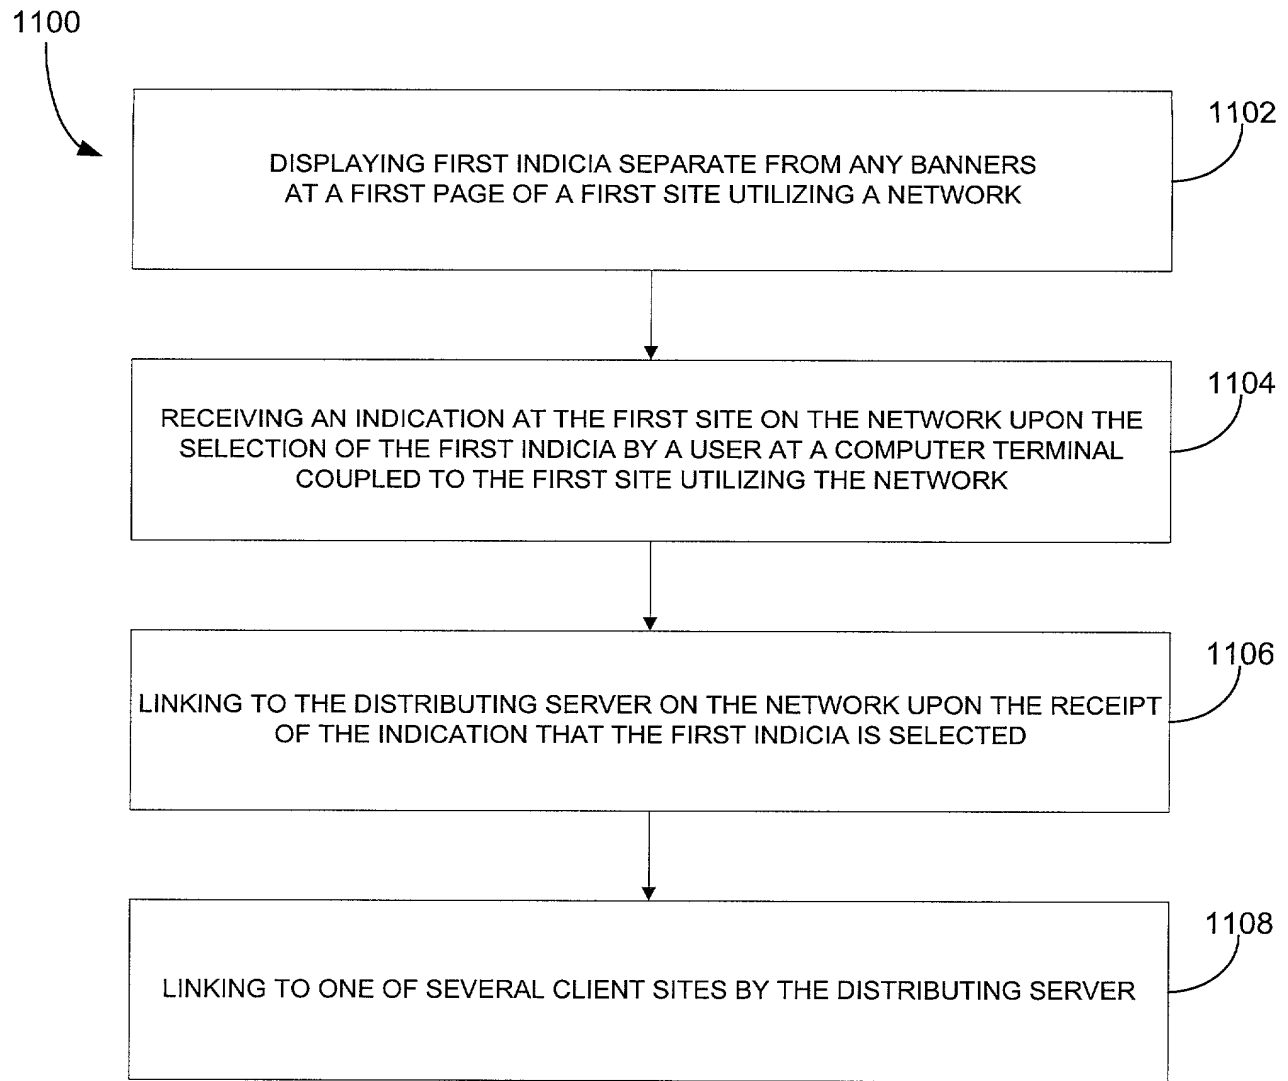 1100
1102
DISPLAYING FIRST INDICIA SEPARATE FROM ANY BANNERS
AT A FIRST PAGE OF A FIRST SITE UTILIZING A NETWORK
1104
RECEIVING AN INDICATION AT THE FIRST SITE ON THE NETWORK UPON THE
SELECTION OF THE FIRST INDICIA BY A USER AT A COMPUTER TERMINAL
COUPLED TO THE FIRST SITE UTILIZING THE NETWORK
1106
LINKING TO THE DISTRIBUTING SERVER ON THE NETWORK UPON THE RECEIPT
OF THE INDICATION THAT THE FIRST INDICIA IS SELECTED
1108
LINKING TO ONE OF SEVERAL CLIENT SITES BY THE DISTRIBUTING SERVER